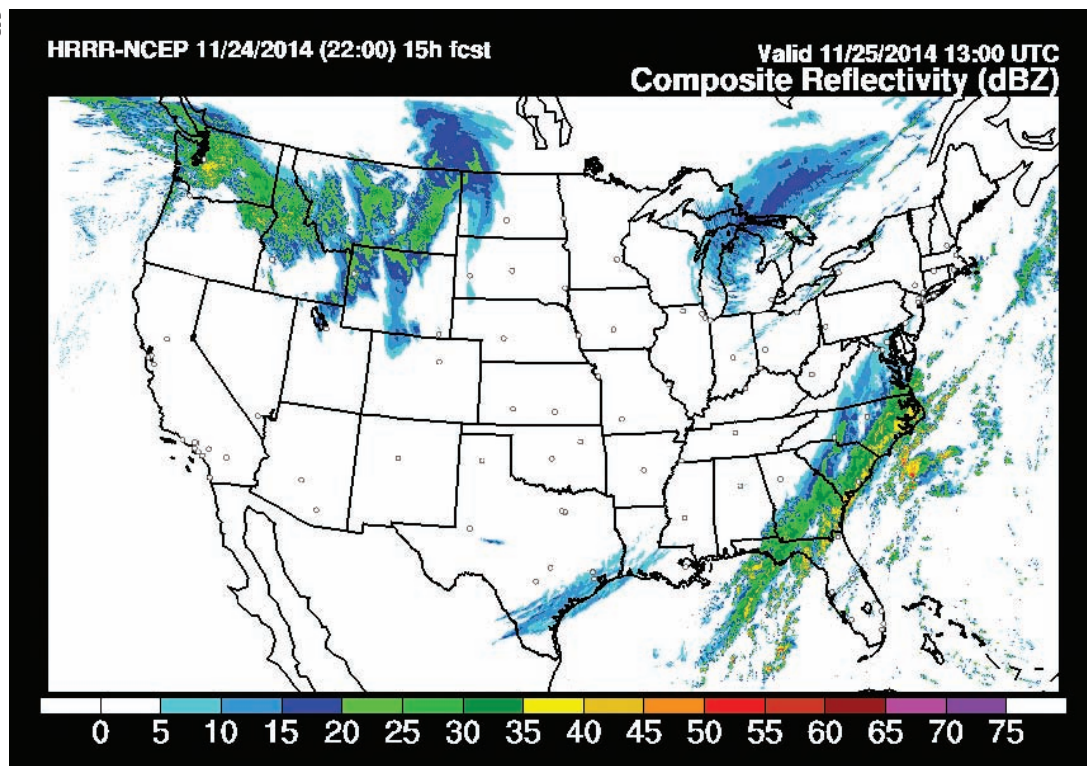 HRRR-NCEP 11/24/2014 (22:00) 15h fcst
Valid 11/25/2014 13:00 UTC
Composite Reflectivity (dBZ)
0 5 10 15 20 25 30 35 40 45 50 55 60 65 70 75